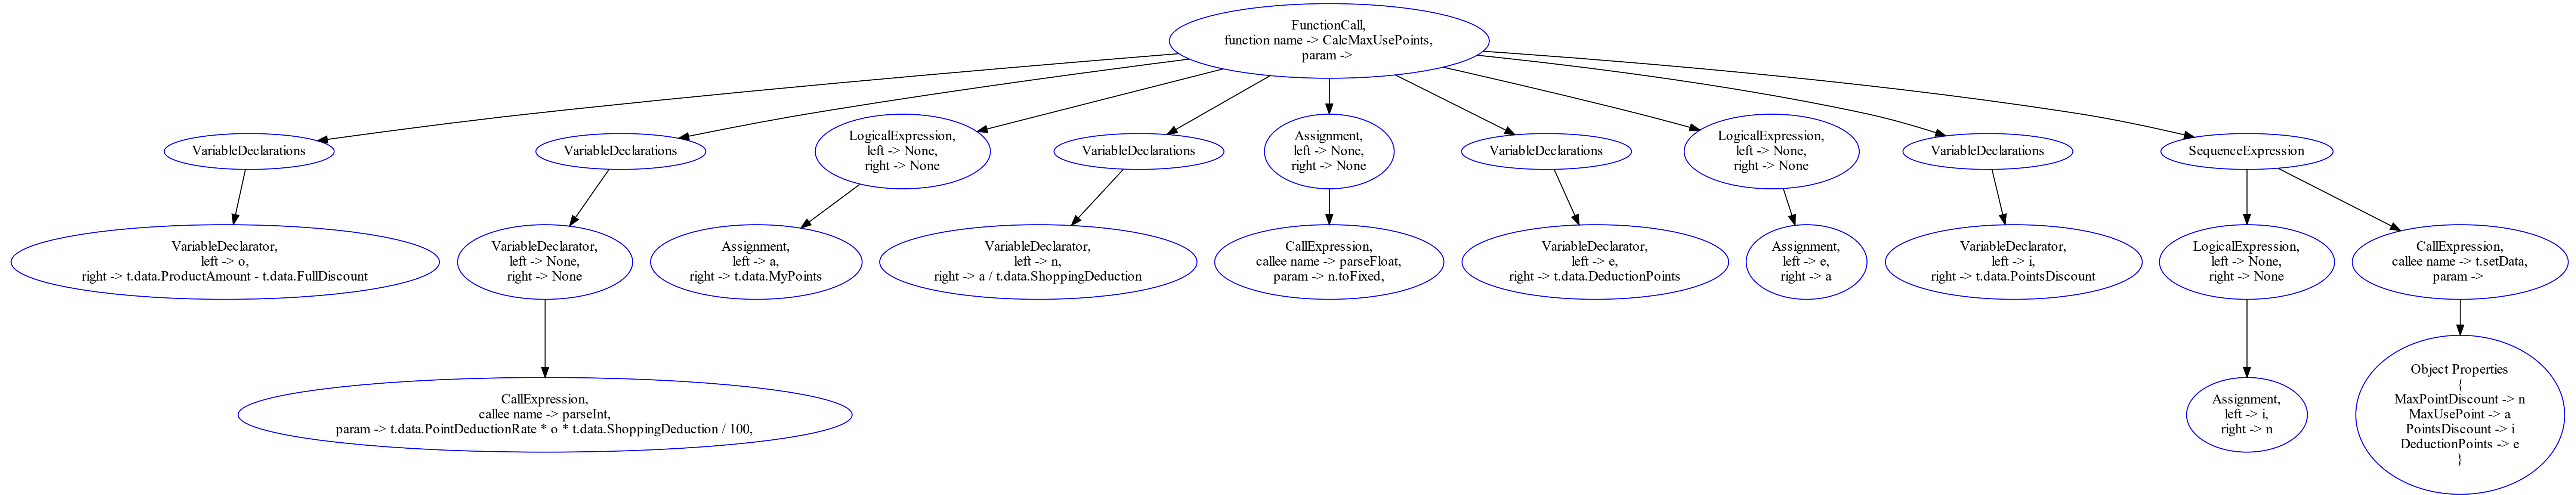 FunctionCall,
function name -> CalcMaxUsePoints,
param ->
VariableDeclarations
VariableDeclarations
LogicalExpression,
left -> None,
right -> None
VariableDeclarations
Assignment,
left -> None,
right -> None
VariableDeclarations
LogicalExpression,
left -> None,
right -> None
VariableDeclarations
SequenceExpression
VariableDeclarator,
left -> o,
right -> t.data.ProductAmount - t.data.FullDiscount
VariableDeclarator,
left -> None,
right -> None
Assignment,
left -> a,
right -> t.data.MyPoints
VariableDeclarator,
left -> n,
right -> a / t.data.ShoppingDeduction
CallExpression,
callee name -> parseFloat,
param -> n.toFixed,
VariableDeclarator,
left -> e,
right -> t.data.DeductionPoints
Assignment,
left -> e,
right -> a
VariableDeclarator,
left -> i,
right -> t.data.PointsDiscount
LogicalExpression,
left -> None,
right -> None
CallExpression,
callee name -> t.setData,
param ->
CallExpression,
callee name -> parseInt,
param -> t.data.PointDeductionRate * o * t.data.ShoppingDeduction / 100,
Assignment,
left -> i,
right -> n
Object Properties
{
MaxPointDiscount -> n
MaxUsePoint -> a
PointsDiscount -> i
DeductionPoints -> e
}